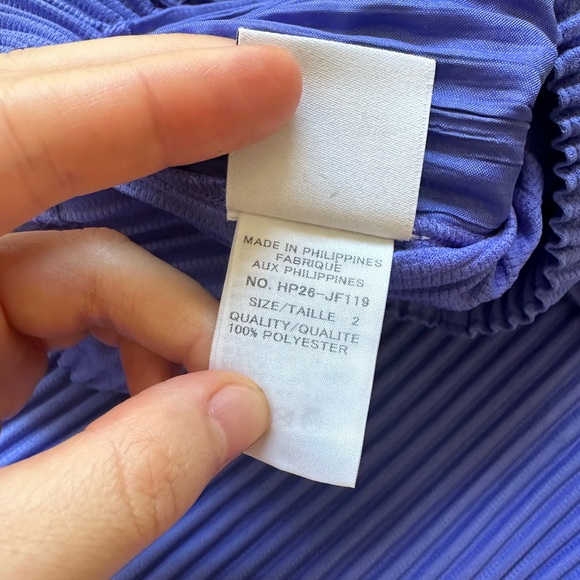 MADE IN PHILIPPINES
FABRIQUE
AUX PHILIPPINES
NO. HP26-JF119
SIZE/TAILLE 2
QUALITY/QUALITE
100% POLYESTER